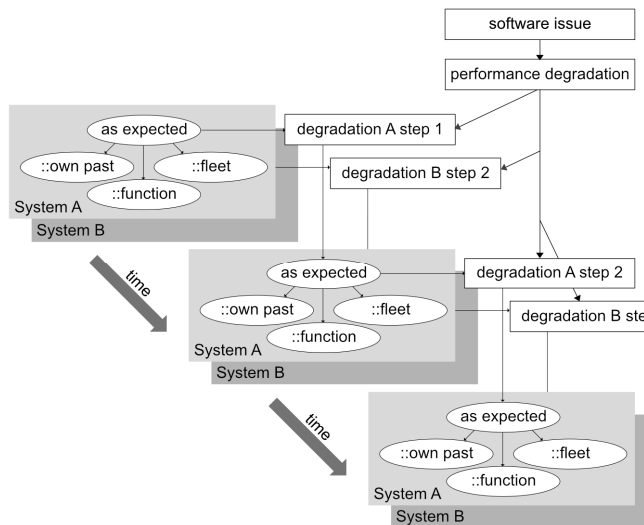 software issue
performance degradation
as expected
degradation A step 1
::own past
::fleet
degradation B step 2
::function
System A
System B
time
as expected
degradation A step 2
::own past
::fleet
degradation B ste
::function
System A
System B
time
as expected
::own past
::fleet
::function
System A
System B